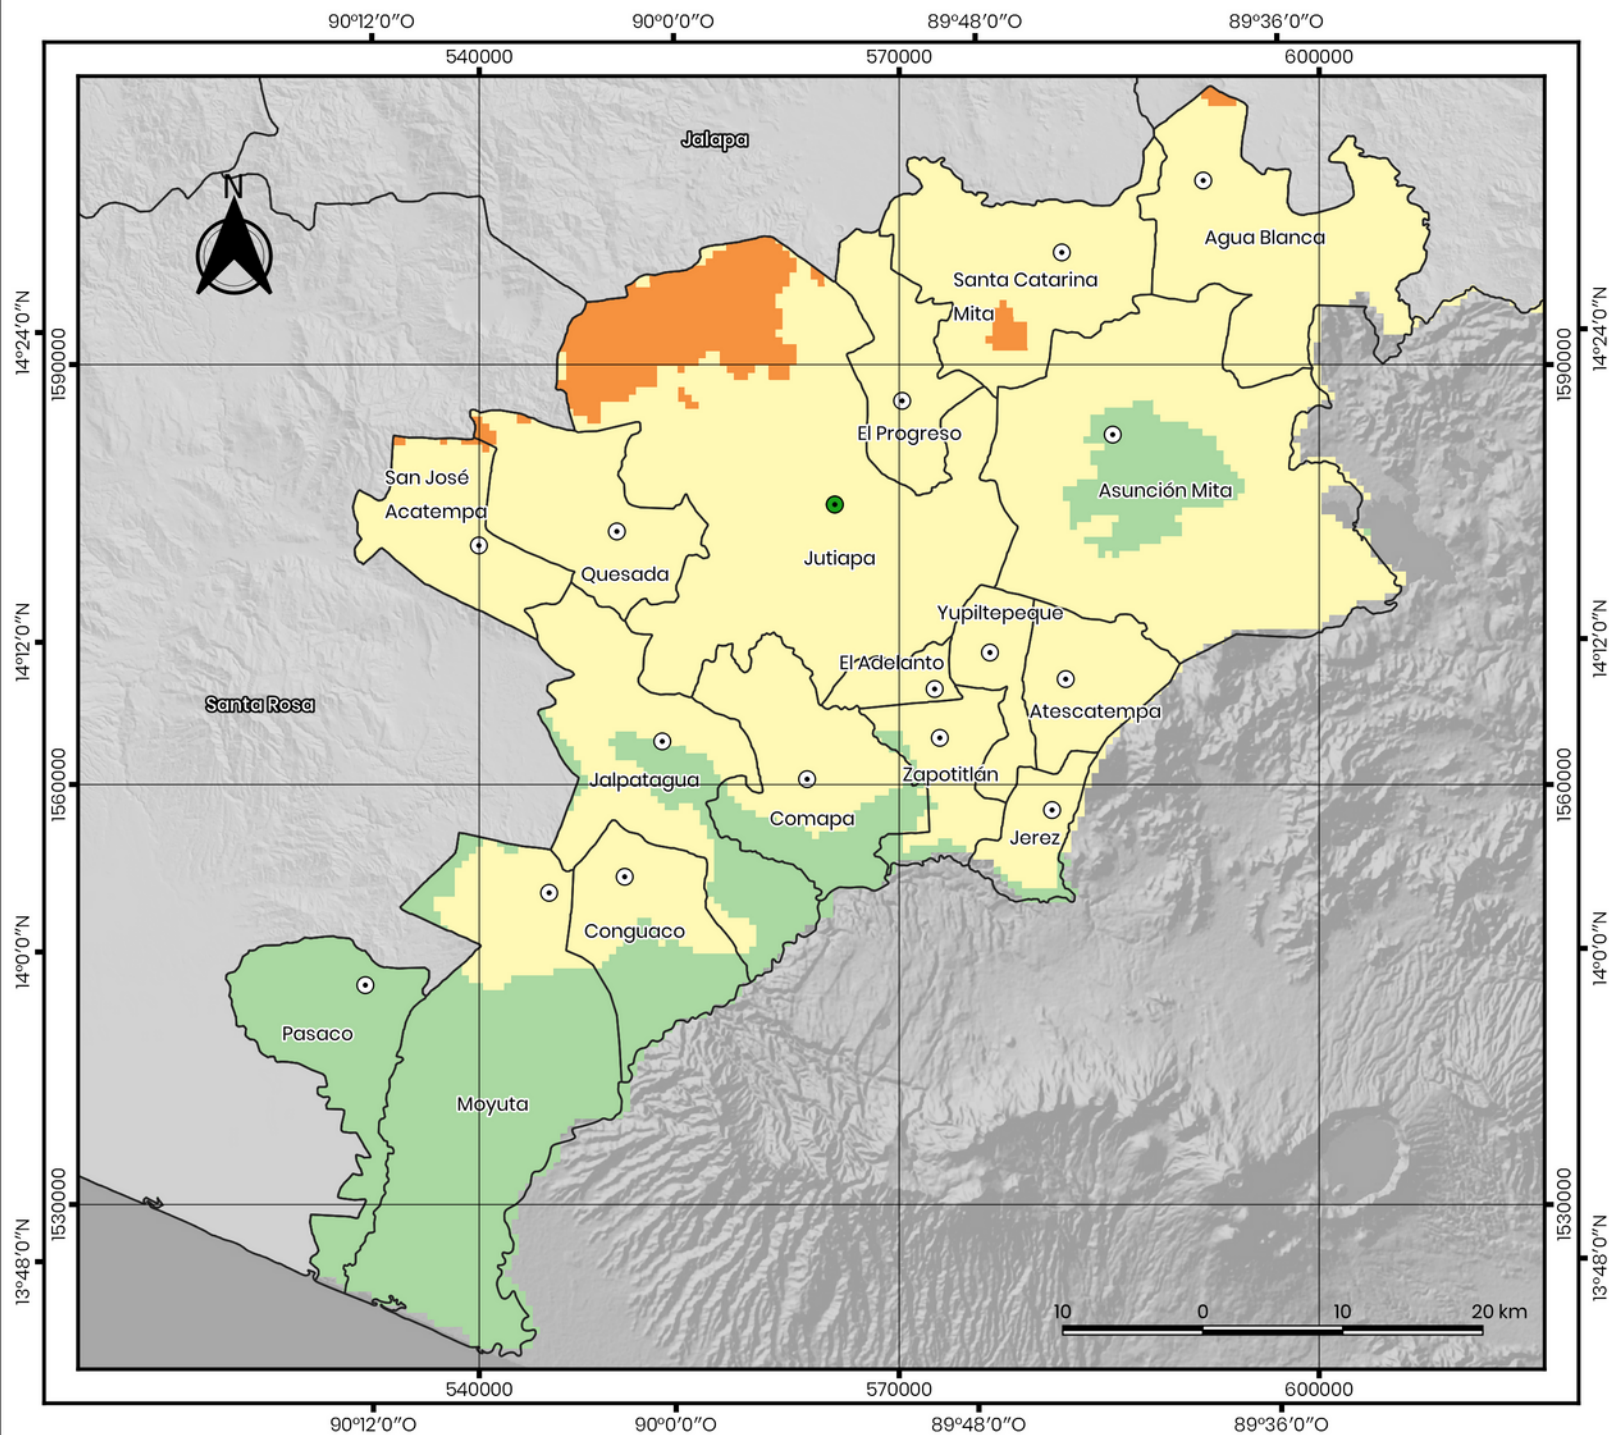 90°12'0"O 90°0'0"O 89°48'0"O 89°36'0"O
540000 570000 600000
Jalapa
N
Agua Blanca
Santa Catarina
Mita
14°24'0"N
14°24'0"N
1590000
1590000
El Progreso
San José
Acatempa
Asunción Mita
Jutiapa
Quesada
Yupiltepeque
14°12'0"N
14°12'0"N
El Adelanto
Santa Rosa
Atescatempa
Jalpatagua
Zapotitlán
1560000
1560000
Comapa
Jerez
Conguaco
14°0'0"N
14°0'0"N
Pasaco
Moyuta
1530000
1530000
13°48'0"N
13°48'0"N
10 0 10 20 km
540000 570000 600000
90°12'0"O 90°0'0"O 89°48'0"O 89°36'0"O